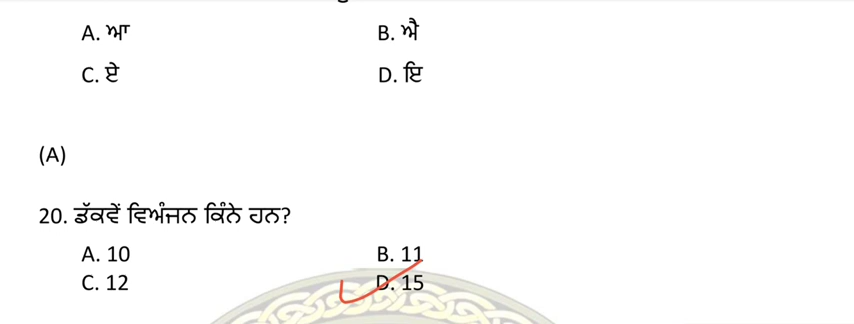 A. ਆ B. ਐ
C. ਏ D. ਇ
(A)
20. ਡੱਕਵੇਂ ਵਿਅੰਜਨ ਕਿੰਨੇ ਹਨ?
A. 10 B. 11
C. 12 D. 15